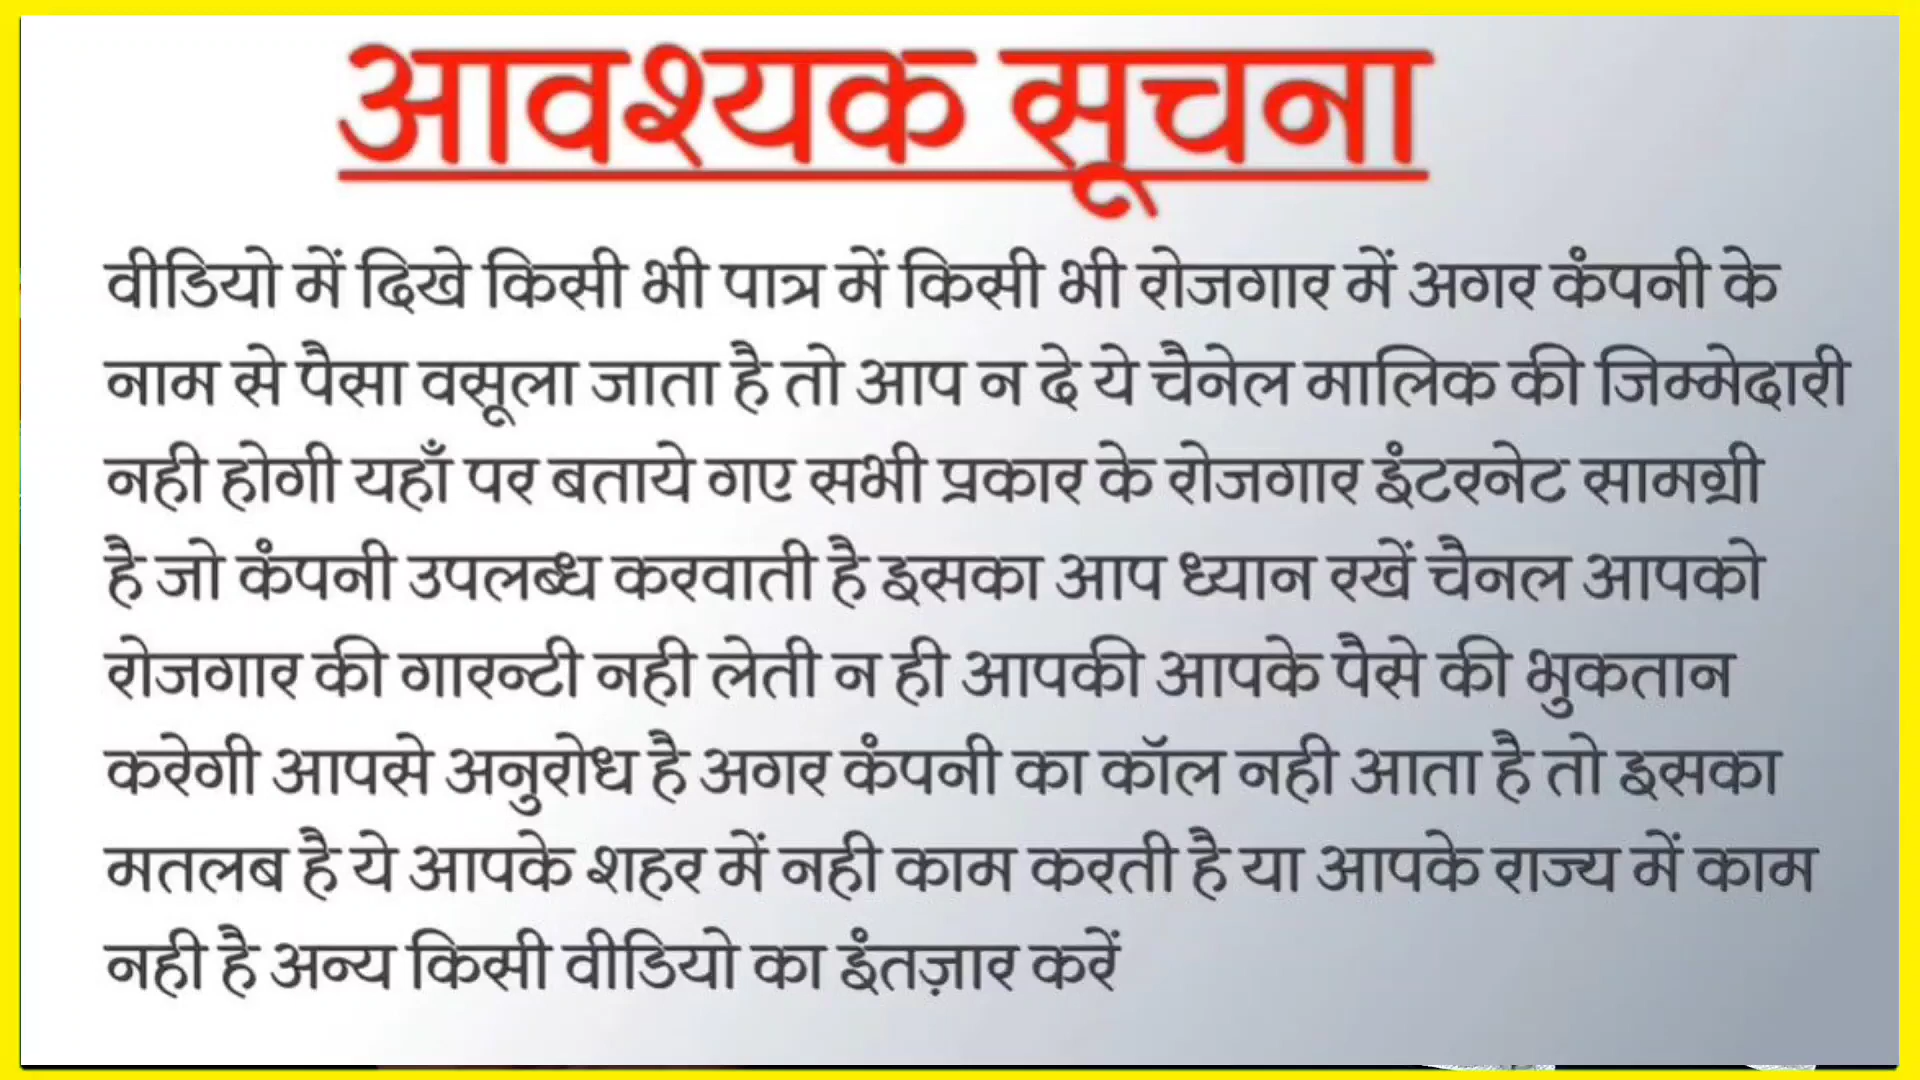 आवश्यक सूचना
वीडियो में दिखे किसी भी पात्र में किसी भी रोजगार में अगर कंपनी के
नाम से पैसा वसूला जाता है तो आप न दे ये चैनेल मालिक की जिम्मेदारी
नही होगी यहाँ पर बताये गए सभी प्रकार के रोजगार इंटरनेट सामग्री
है जो कंपनी उपलब्ध करवाती है इसका आप ध्यान रखें चैनल आपको
रोजगार की गारन्टी नही लेती न ही आपकी आपके पैसे की भुकतान
करेगी आपसे अनुरोध है अगर कंपनी का कॉल नही आता है तो इसका
मतलब है ये आपके शहर में नही काम करती है या आपके राज्य में काम
नही है अन्य किसी वीडियो का इंतज़ार करें